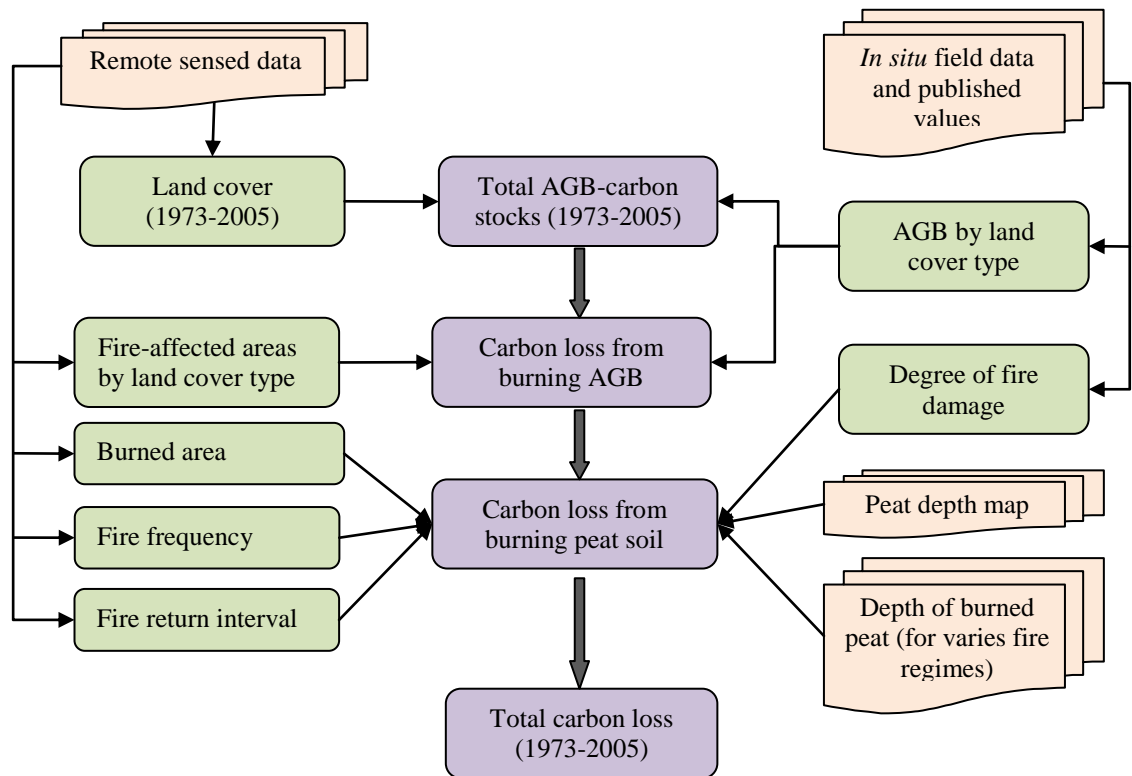 Remote sensed data
In situ field data
and published
values
Land cover
(1973-2005)
Total AGB-carbon
stocks (1973-2005)
AGB by land
cover type
Fire-affected areas
by land cover type
Carbon loss from
burning AGB
Degree of fire
damage
Burned area
Carbon loss from
burning peat soil
Peat depth map
Fire frequency
Depth of burned
peat (for varies fire
regimes)
Fire return interval
Total carbon loss
(1973-2005)